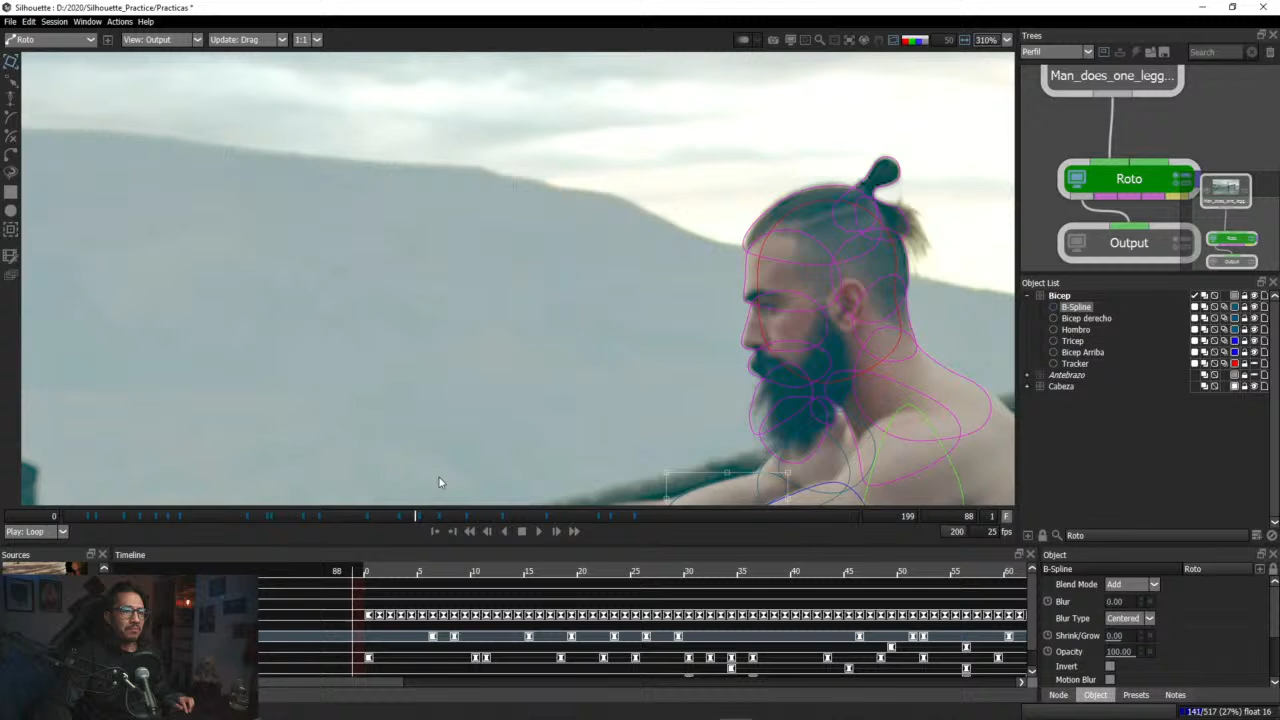 Silhouette : D:/2020/Silhouette_Practice/Practicas *
File Edit Session Window Actions Help
Roto View: Output Update: Drag 1:1 50 310%
Trees
Perfil Search
Man_does_one_legg...
Roto
Output
Object List
Bicep
B-Spline
Bicep derecho
Hombro
Tricep
Bicep Arriba
Tracker
Antebrazo
Cabeza
0 199 88 1 F
Play: Loop 200 25 fps
Roto
Sources Timeline Object
88 0 5 10 15 20 25 30 35 40 45 50 55 60
B-Spline Roto
Blend Mode Add
Blur 0.00
Blur Type Centered
Shrink/Grow 0.00
Opacity 100.00
Invert
Motion Blur
Node Object Presets Notes
141/517 (27%) float 16